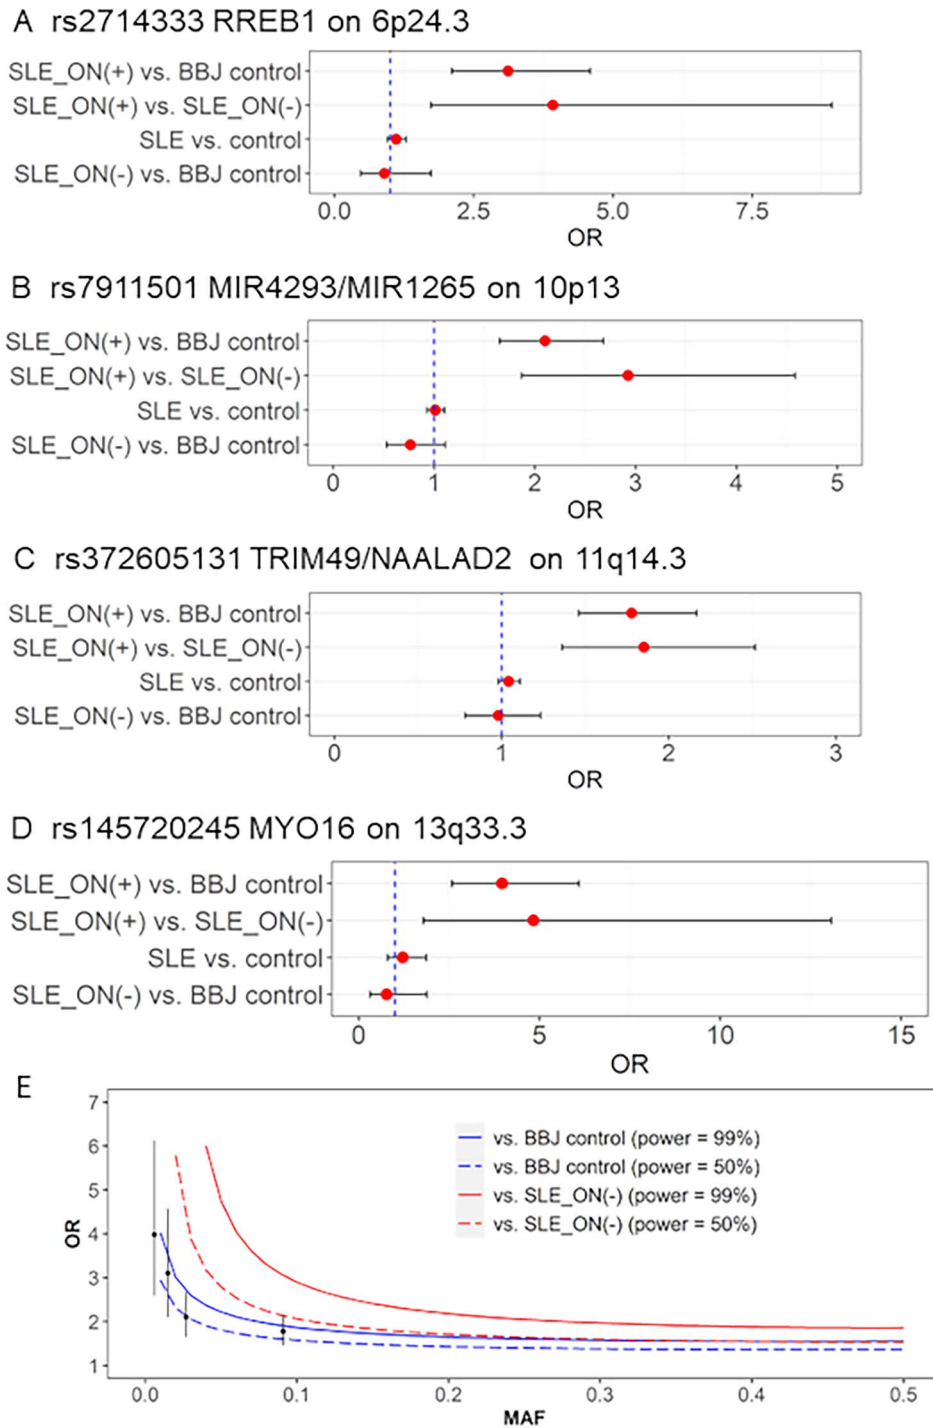 A rs2714333 RREB1 on 6p24.3
SLE_ON(+) vs. BBJ control
SLE_ON(+) vs. SLE_ON(-)
SLE vs. control
SLE_ON(-) vs. BBJ control
0.0 2.5 5.0 7.5
OR
B rs7911501 MIR4293/MIR1265 on 10p13
SLE_ON(+) vs. BBJ control
SLE_ON(+) vs. SLE_ON(-)
SLE vs. control
SLE_ON(-) vs. BBJ control
0 1 2 3 4 5
OR
C rs372605131 TRIM49/NAALAD2 on 11q14.3
SLE_ON(+) vs. BBJ control
SLE_ON(+) vs. SLE_ON(-)
SLE vs. control
SLE_ON(-) vs. BBJ control
0 1 2 3
OR
D rs145720245 MYO16 on 13q33.3
SLE_ON(+) vs. BBJ control
SLE_ON(+) vs. SLE_ON(-)
SLE vs. control
SLE_ON(-) vs. BBJ control
0 5 10 15
OR
E
7
6
5
4
3
2
1
OR
vs. BBJ control (power = 99%)
vs. BBJ control (power = 50%)
vs. SLE_ON(-) (power = 99%)
vs. SLE_ON(-) (power = 50%)
0.0 0.1 0.2 0.3 0.4 0.5
MAF